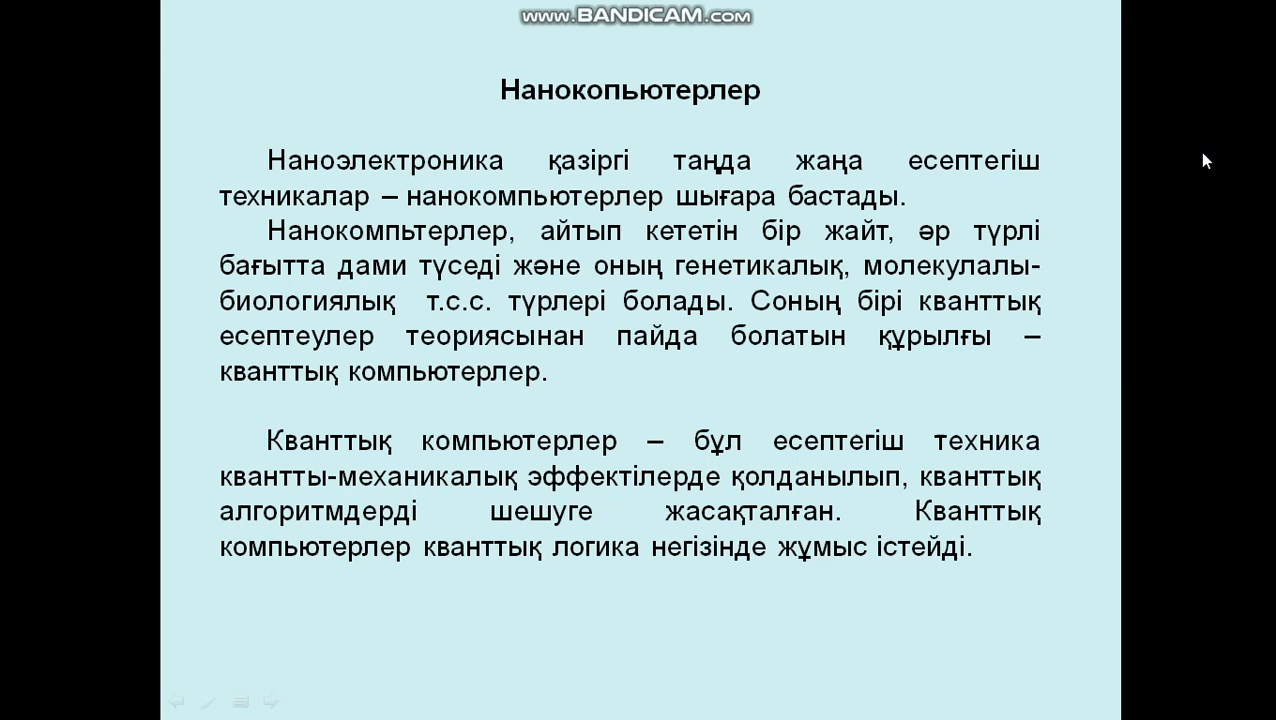 www.BANDICAM.com
Нанокопьютерлер
Наноэлектроника қазіргі таңда жаңа есептегіш
техникалар – нанокомпьютерлер шығара бастады.
Нанокомпьтерлер, айтып кететін бір жайт, әр түрлі
бағытта дами түседі және оның генетикалық, молекулалы-
биологиялық т.с.с. түрлері болады. Соның бірі кванттық
есептеулер теориясынан пайда болатын құрылғы –
кванттық компьютерлер.
Кванттық компьютерлер – бұл есептегіш техника
квантты-механикалық эффектілерде қолданылып, кванттық
алгоритмдерді шешуге жасақталған. Кванттық
компьютерлер кванттық логика негізінде жұмыс істейді.